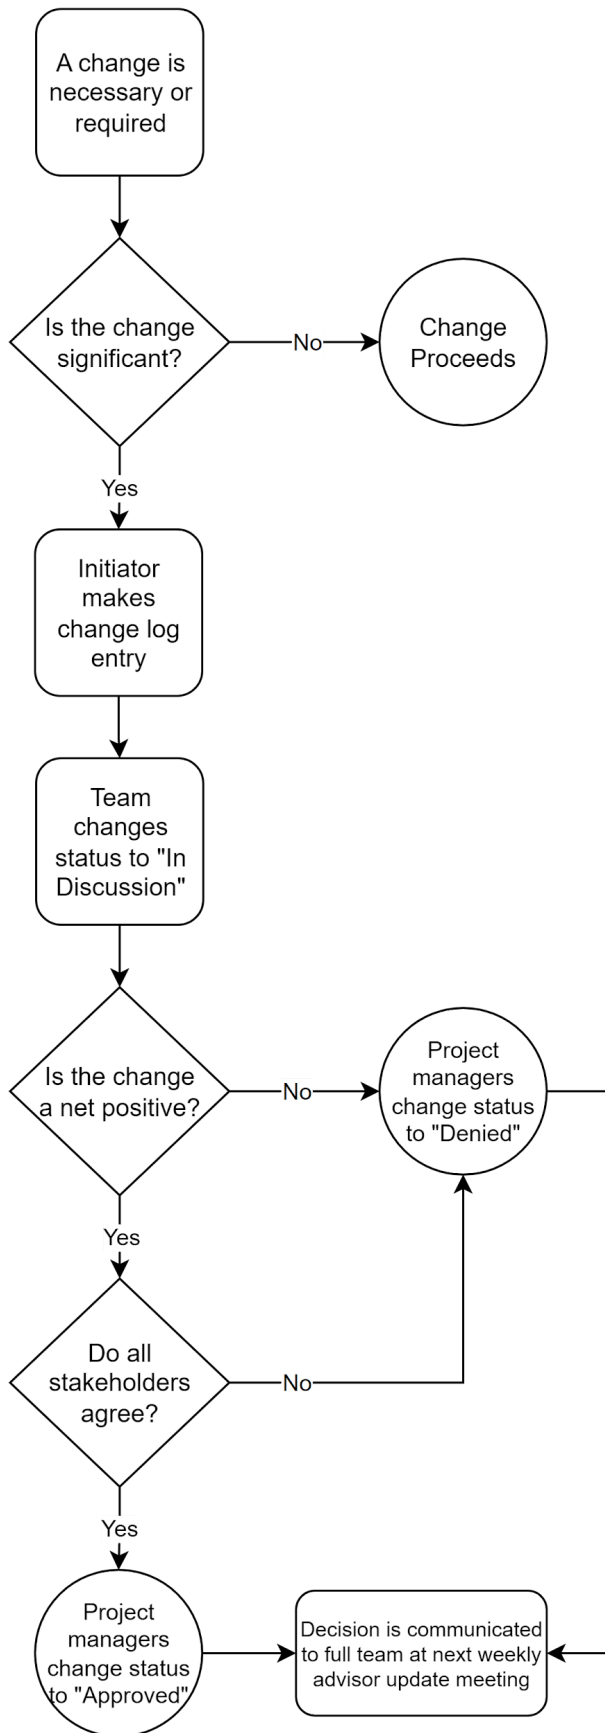 A change is
necessary or
required
Is the change
significant?
No
Change
Proceeds
Yes
Initiator
makes
change log
entry
Team
changes
status to "In
Discussion"
Is the change
a net positive?
No
Project
managers
change status
to "Denied"
Yes
Do all
stakeholders
agree?
No
Yes
Project
managers
change status
to "Approved"
Decision is communicated
to full team at next weekly
advisor update meeting